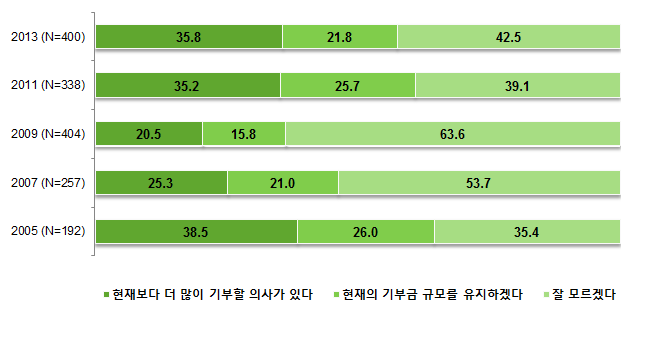 2013 (N=400) 35.8 21.8 42.5
2011 (N=338) 35.2 25.7 39.1
2009 (N=404) 20.5 15.8 63.6
2007 (N=257) 25.3 21.0 53.7
2005 (N=192) 38.5 26.0 35.4
현재보다 더 많이 기부할 의사가 있다 현재의 기부금 규모를 유지하겠다 잘 모르겠다